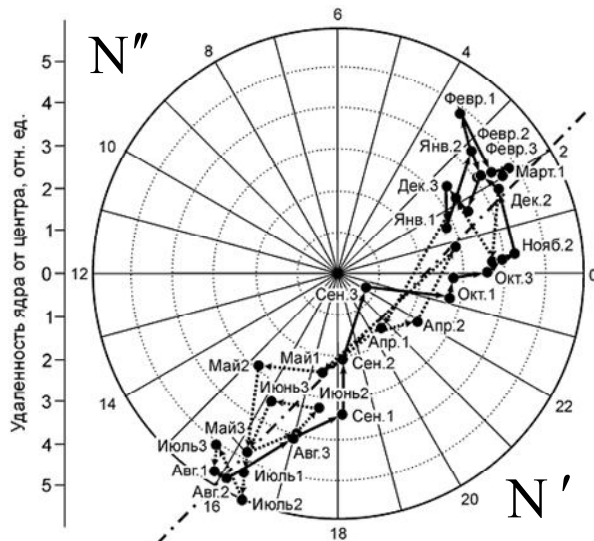 N″
N′
Удаленность ядра от центра, отн. ед.
5
4
3
2
1
0
1
2
3
4
5
6
8
4
10
2
12
0
14
22
16
20
18
Февр.1
Февр.2
Февр.3
Янв.2
Март.1
Дек.3
Дек.2
Янв.1
Нояб.2
Окт.3
Сен.3
Окт.1
Апр.2
Апр.1
Май1
Сен.2
Май2
Июнь3
Июнь2
Сен.1
Май3
Июль3
Авг.3
Авг.1
Июль1
Авг.2
Июль2